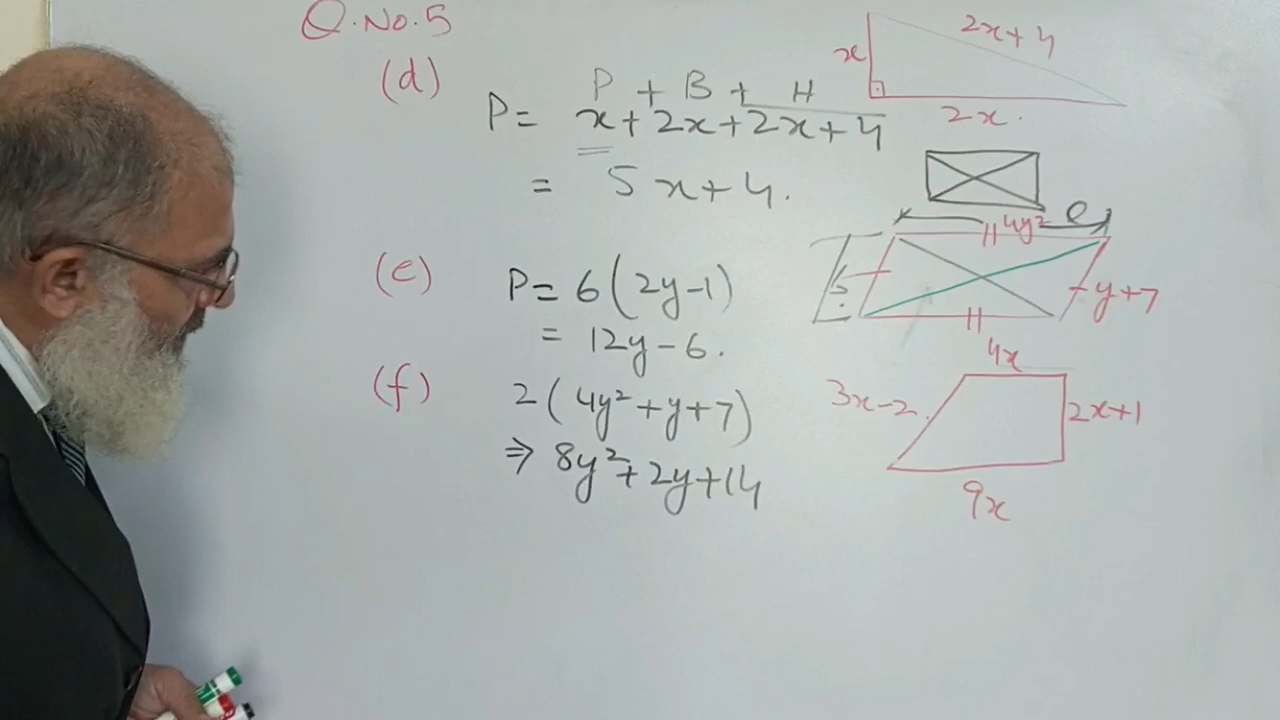 Q.No.5
(d)
P + B + H
P= x+2x+2x+4
= 5x+4.
x
2x+4
2x.
(e)
P= 6(2y-1)
= 12y-6.
4y²
y+7
(f)
2(4y²+y+7)
⇒ 8y²+2y+14
4x
3x-2
2x+1
9x